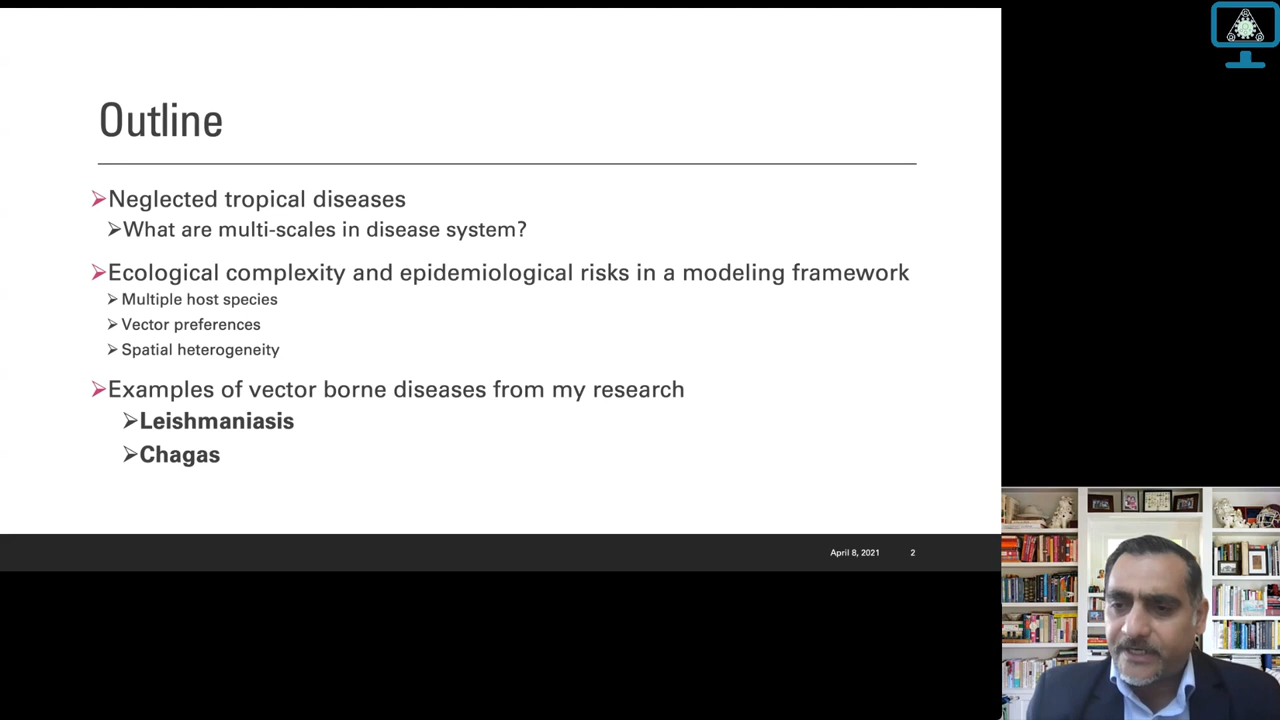 Outline
➢Neglected tropical diseases
➢What are multi-scales in disease system?
➢Ecological complexity and epidemiological risks in a modeling framework
➢Multiple host species
➢Vector preferences
➢Spatial heterogeneity
➢Examples of vector borne diseases from my research
➢Leishmaniasis
➢Chagas
April 8, 2021 2